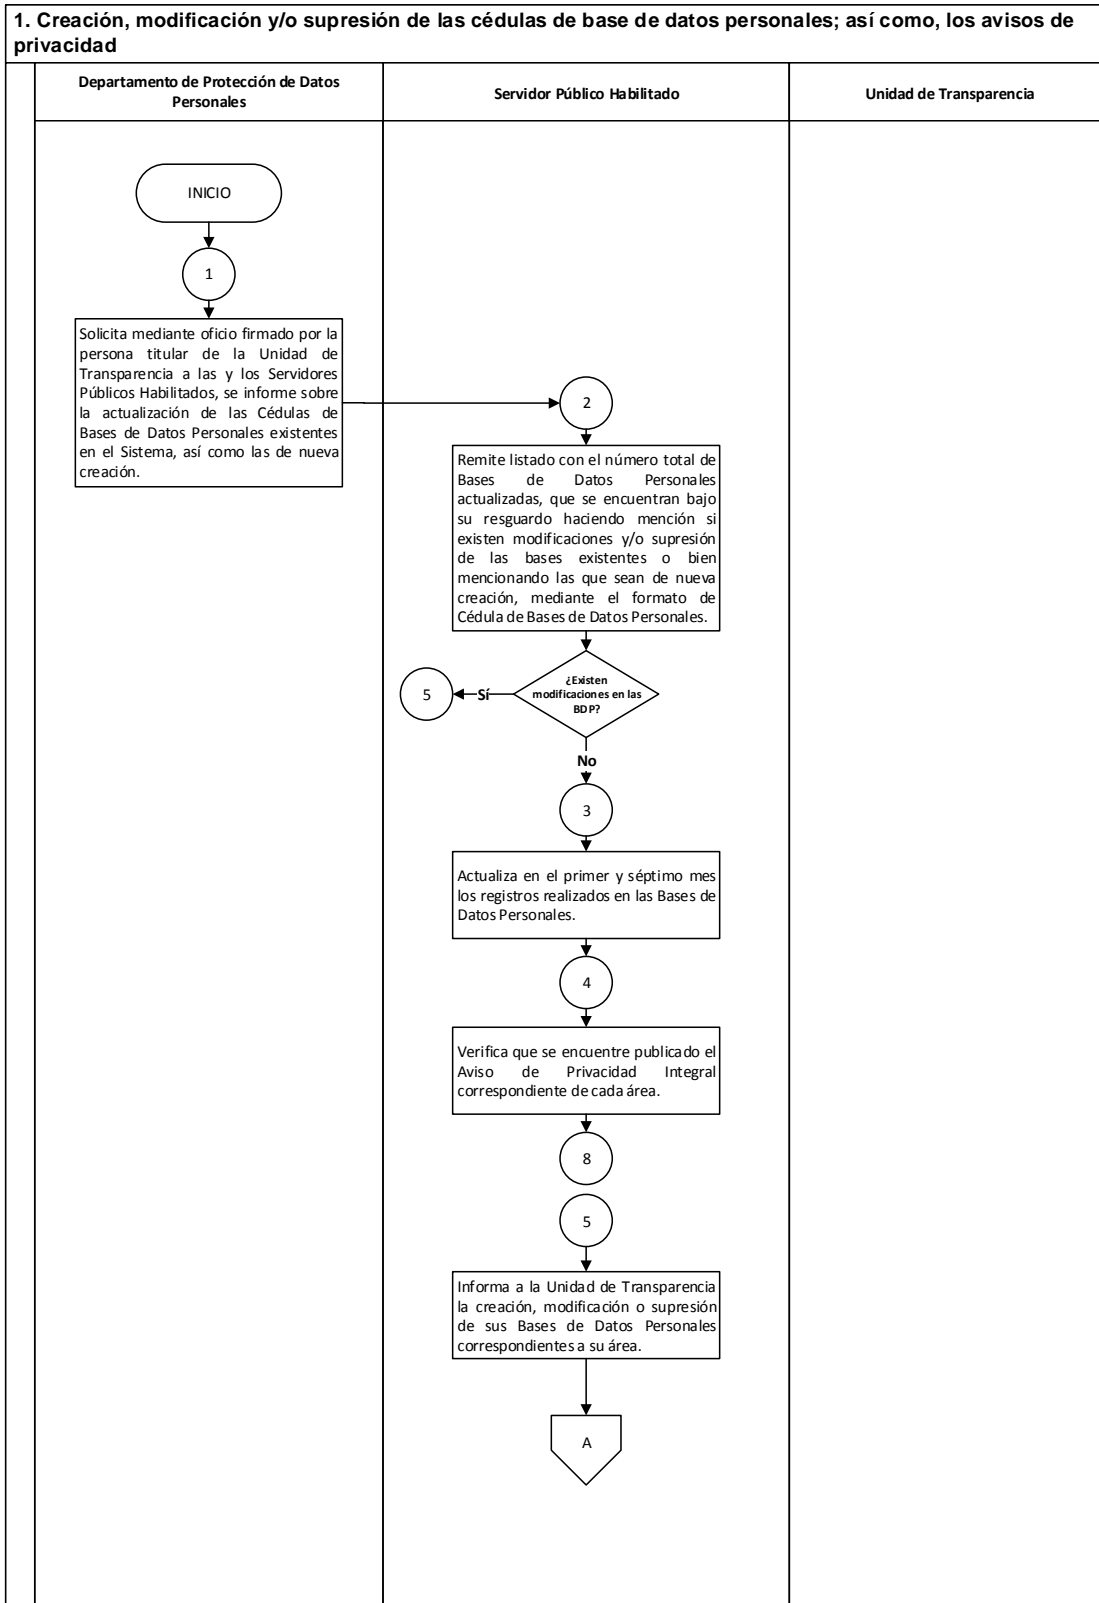 1. Creación, modificación y/o supresión de las cédulas de base de datos personales; así como, los avisos de
privacidad
Departamento de Protección de Datos
Personales
Servidor Público Habilitado
Unidad de Transparencia
INICIO
1
Solicita mediante oficio firmado por la
persona titular de la Unidad de
Transparencia a las y los Servidores
Públicos Habilitados, se informe sobre
la actualización de las Cédulas de
Bases de Datos Personales existentes
en el Sistema, así como las de nueva
creación.
2
Remite listado con el número total de
Bases de Datos Personales
actualizadas, que se encuentran bajo
su resguardo haciendo mención si
existen modificaciones y/o supresión
de las bases existentes o bien
mencionando las que sean de nueva
creación, mediante el formato de
Cédula de Bases de Datos Personales.
¿Existen
modificaciones en las
BDP?
Sí
5
No
3
Actualiza en el primer y séptimo mes
los registros realizados en las Bases de
Datos Personales.
4
Verifica que se encuentre publicado el
Aviso de Privacidad Integral
correspondiente de cada área.
8
5
Informa a la Unidad de Transparencia
la creación, modificación o supresión
de sus Bases de Datos Personales
correspondientes a su área.
A